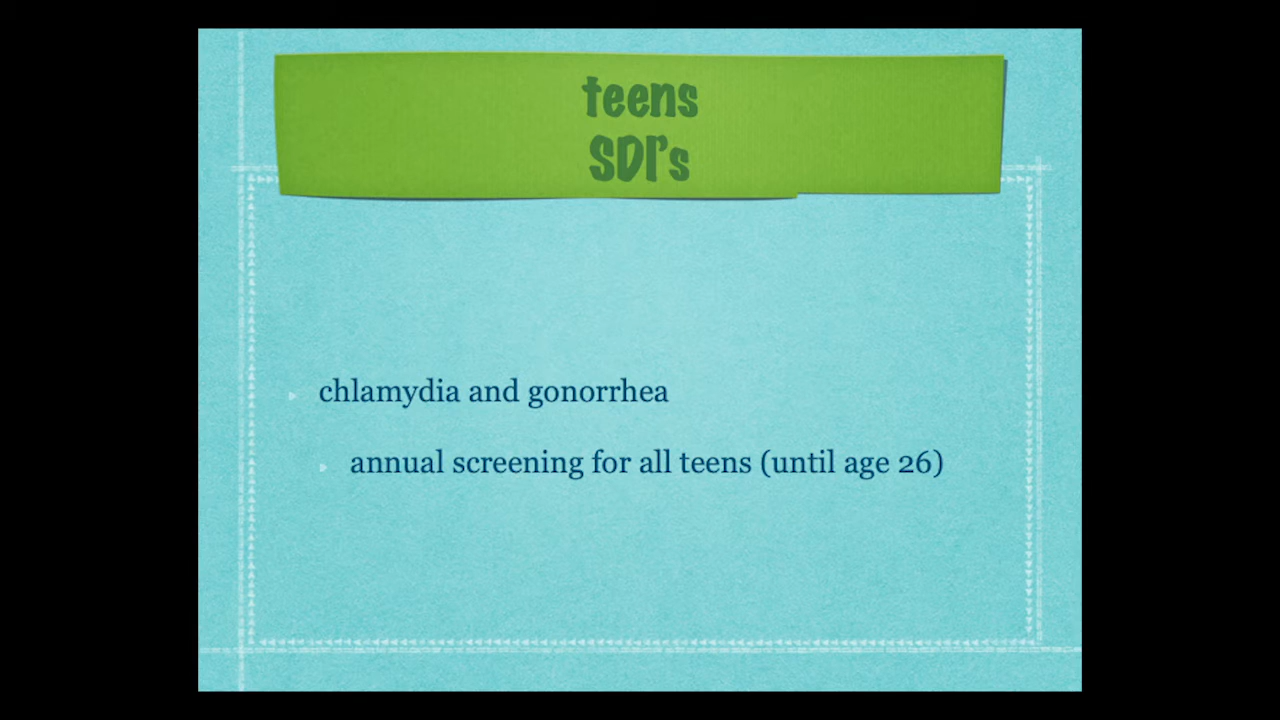 teens
SDI's
chlamydia and gonorrhea
annual screening for all teens (until age 26)